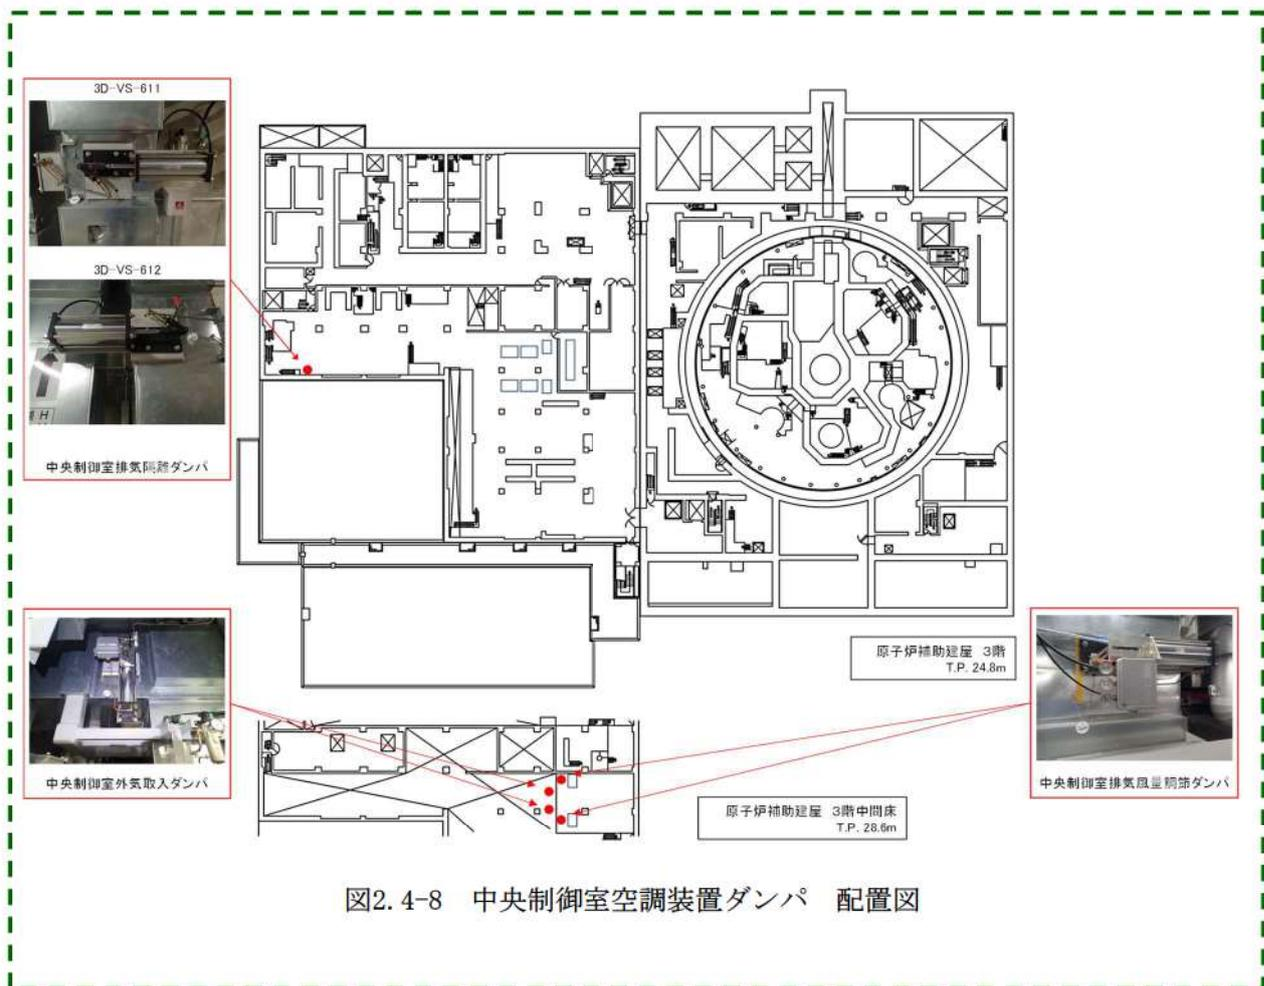 3D-VS-611
3D-VS-612
中央制御室排気隔離ダンパ
中央制御室外気取入ダンパ
原子炉補助建屋 3階
T.P. 24.8m
中央制御室排気風量調節ダンパ
原子炉補助建屋 3階中間床
T.P. 28.6m
図2.4-8 中央制御室空調装置ダンパ 配置図